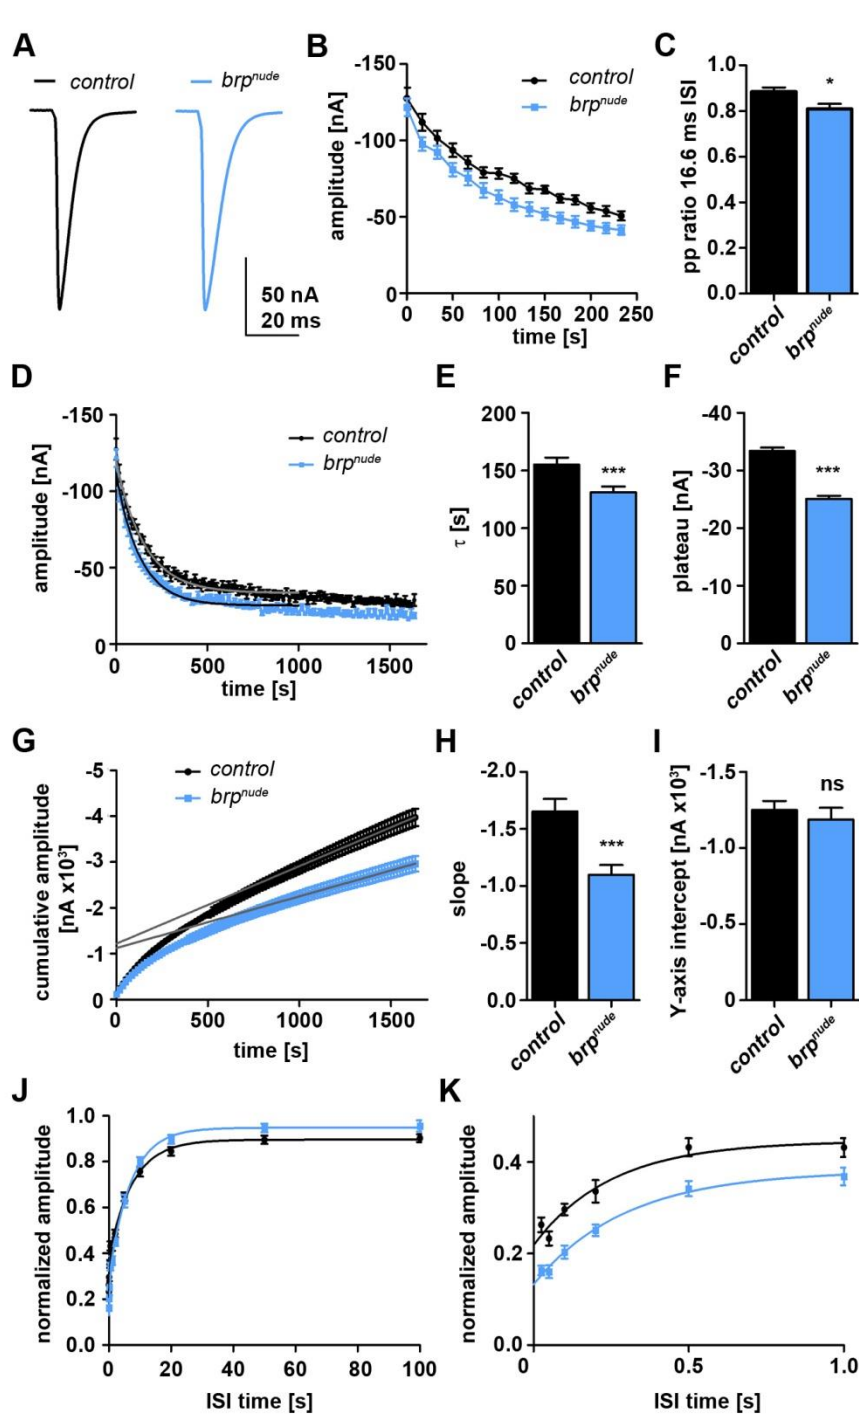 A
control
brp^nude
50 nA
20 ms
B
amplitude [nA]
-150
-100
-50
0
0 50 100 150 200 250
time [s]
control
brp^nude
C
pp ratio 16.6 ms ISI
1.0
0.8
0.6
0.4
0.2
0.0
*
control
brp^nude
D
amplitude [nA]
-150
-100
-50
0
0 500 1000 1500
time [s]
control
brp^nude
E
τ [s]
200
150
100
50
0
***
control
brp^nude
F
plateau [nA]
-40
-30
-20
-10
0
***
control
brp^nude
G
cumulative amplitude
[nA x10³]
-5
-4
-3
-2
-1
0
0 500 1000 1500
time [s]
control
brp^nude
H
slope
-2.0
-1.5
-1.0
-0.5
0.0
***
control
brp^nude
I
Y-axis intercept [nA x10³]
-1.5
-1.0
-0.5
0
ns
control
brp^nude
J
normalized amplitude
1.0
0.8
0.6
0.4
0.2
0.0
0 20 40 60 80 100
ISI time [s]
K
normalized amplitude
0.4
0.2
0.0
0 0.5 1.0
ISI time [s]